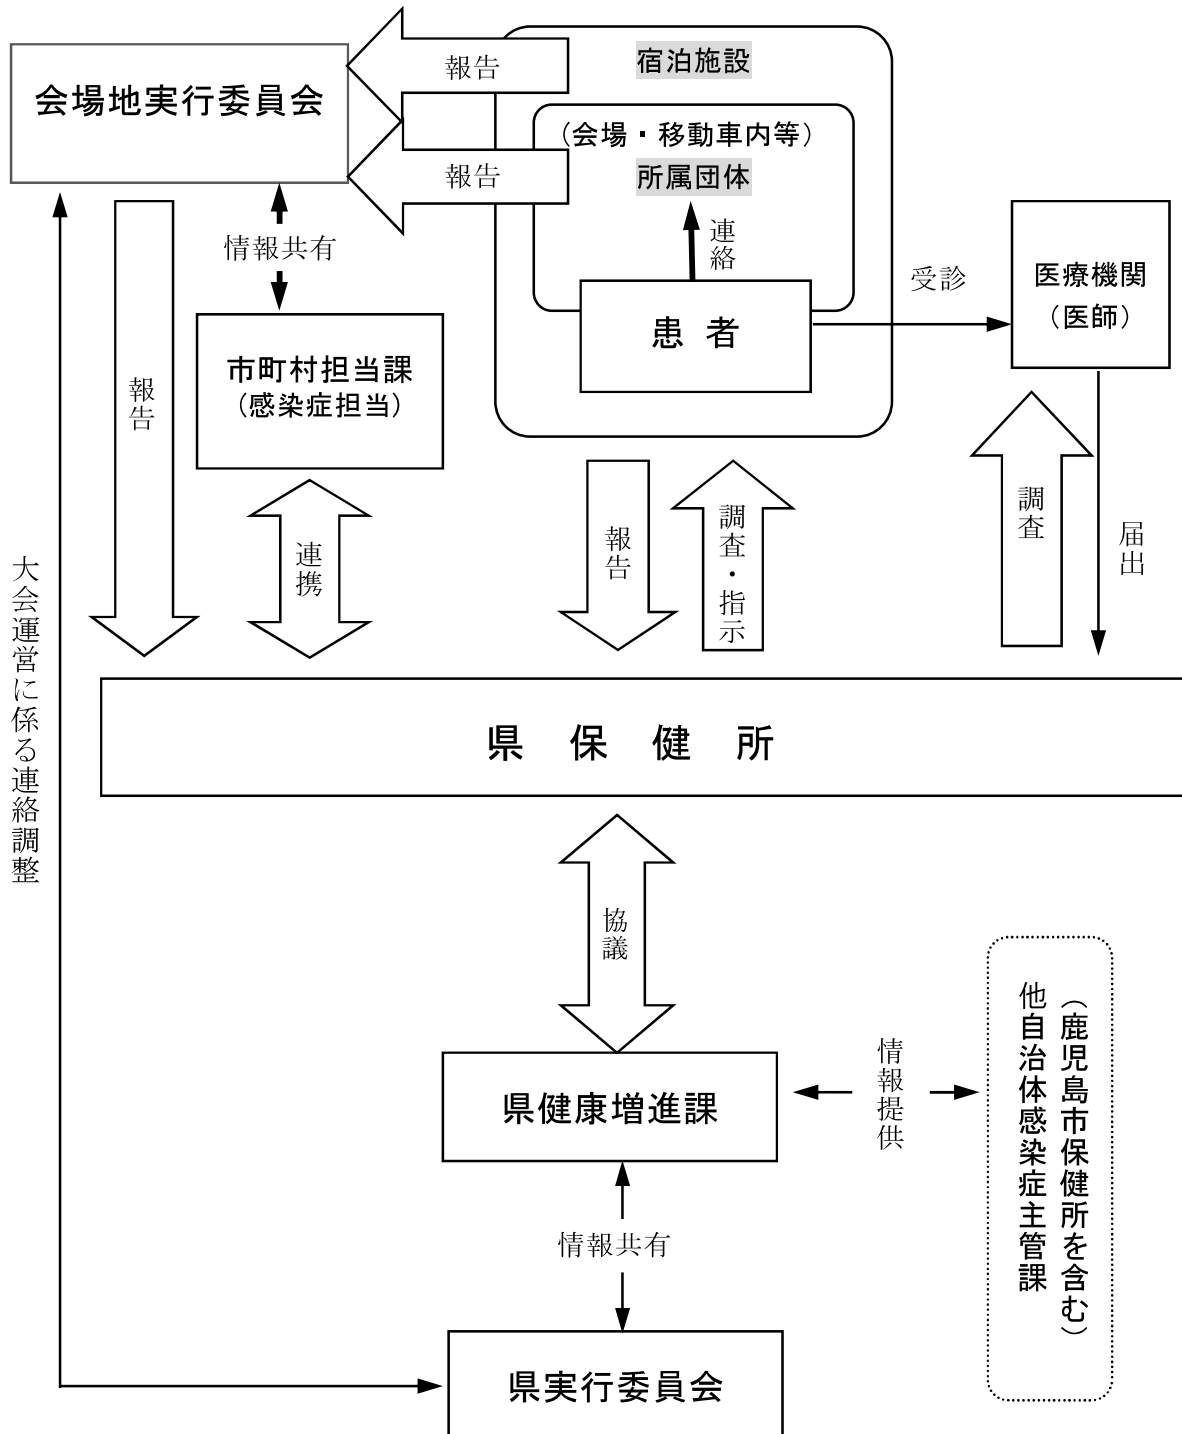 報告
宿泊施設
会場地実行委員会
（会場・移動車内等）
所属団体
報告
連絡
情報共有
受診
医療機関
（医師）
患者
市町村担当課
（感染症担当）
報告
連携
報告
調査・指示
調査
届出
大会運営に係る連絡調整
県保健所
協議
県健康増進課
情報提供
他自治体感染症主管課
（鹿児島市保健所を含む）
情報共有
県実行委員会